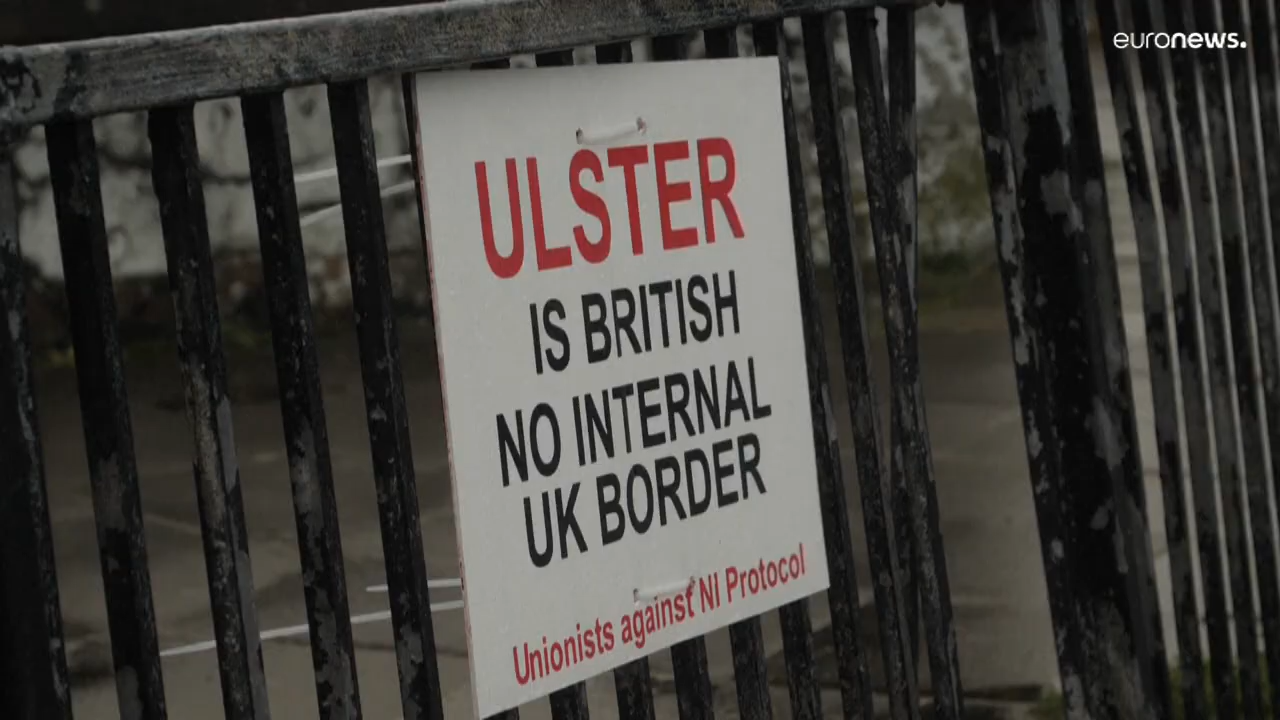 euronews.
ULSTER
IS BRITISH
NO INTERNAL
UK BORDER
Unionists against NI Protocol